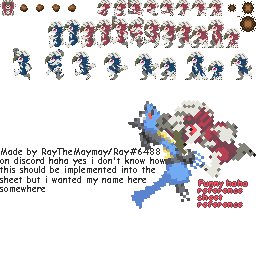 Made by RayTheMaymay/Ray#6488
on discord haha yes i don't know how
this should be implemented into the
sheet but i wanted my name here
somewhere
Funny haha
reference
sheet
reference